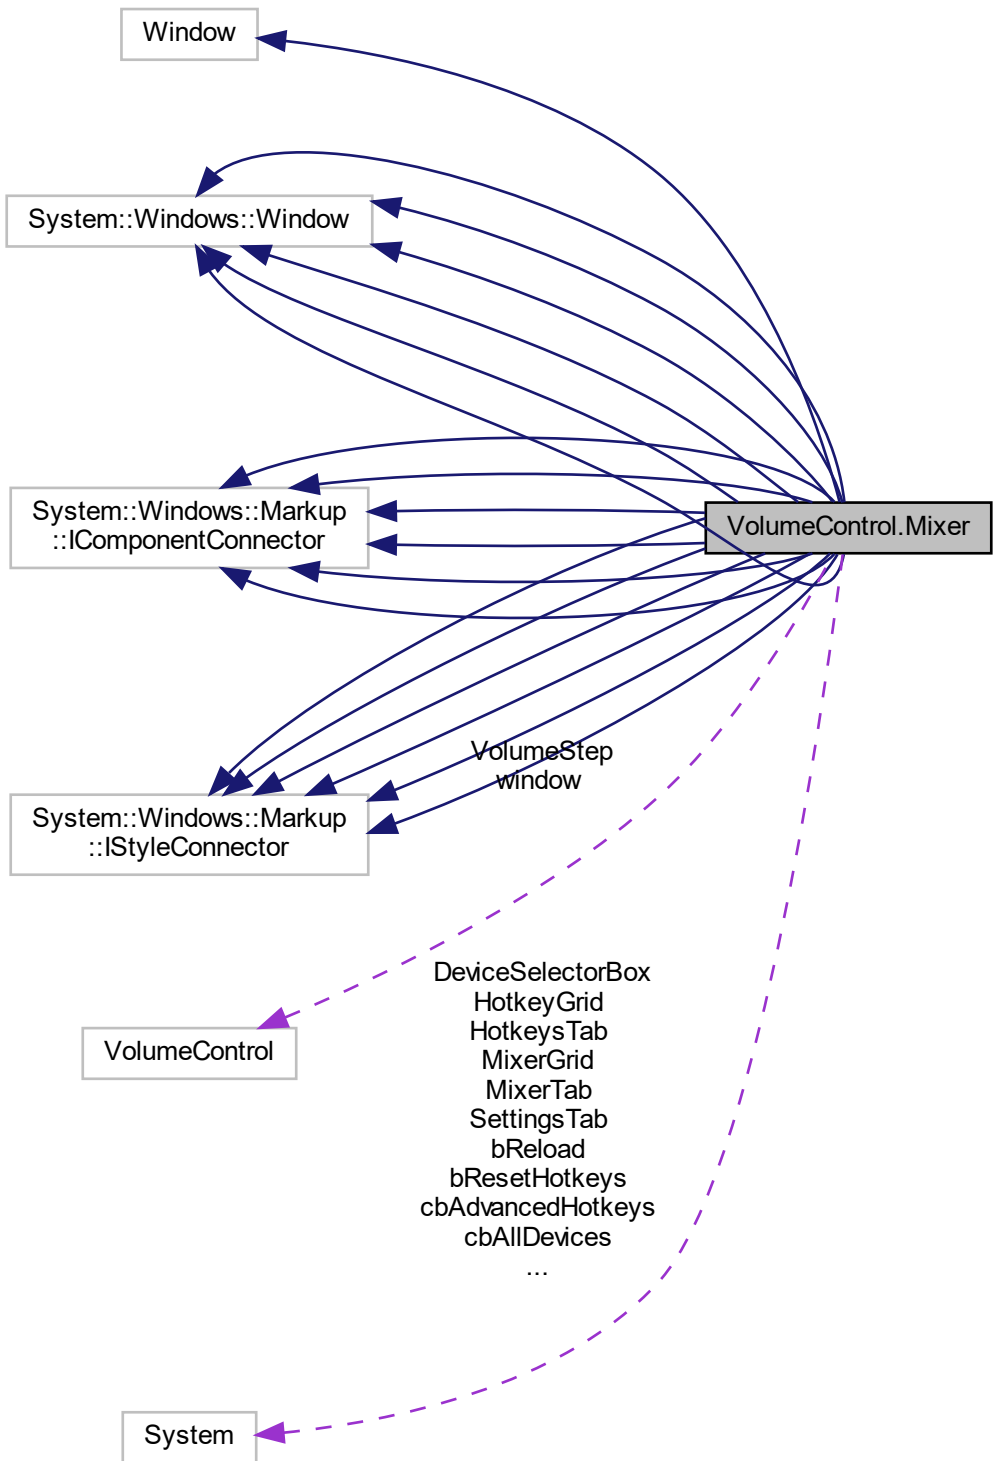 Window
System::Windows::Window
System::Windows::Markup
::IComponentConnector
VolumeControl.Mixer
VolumeStep
window
System::Windows::Markup
::IStyleConnector
DeviceSelectorBox
HotkeyGrid
HotkeysTab
MixerGrid
MixerTab
SettingsTab
bReload
bResetHotkeys
cbAdvancedHotkeys
cbAllDevices
...
VolumeControl
System